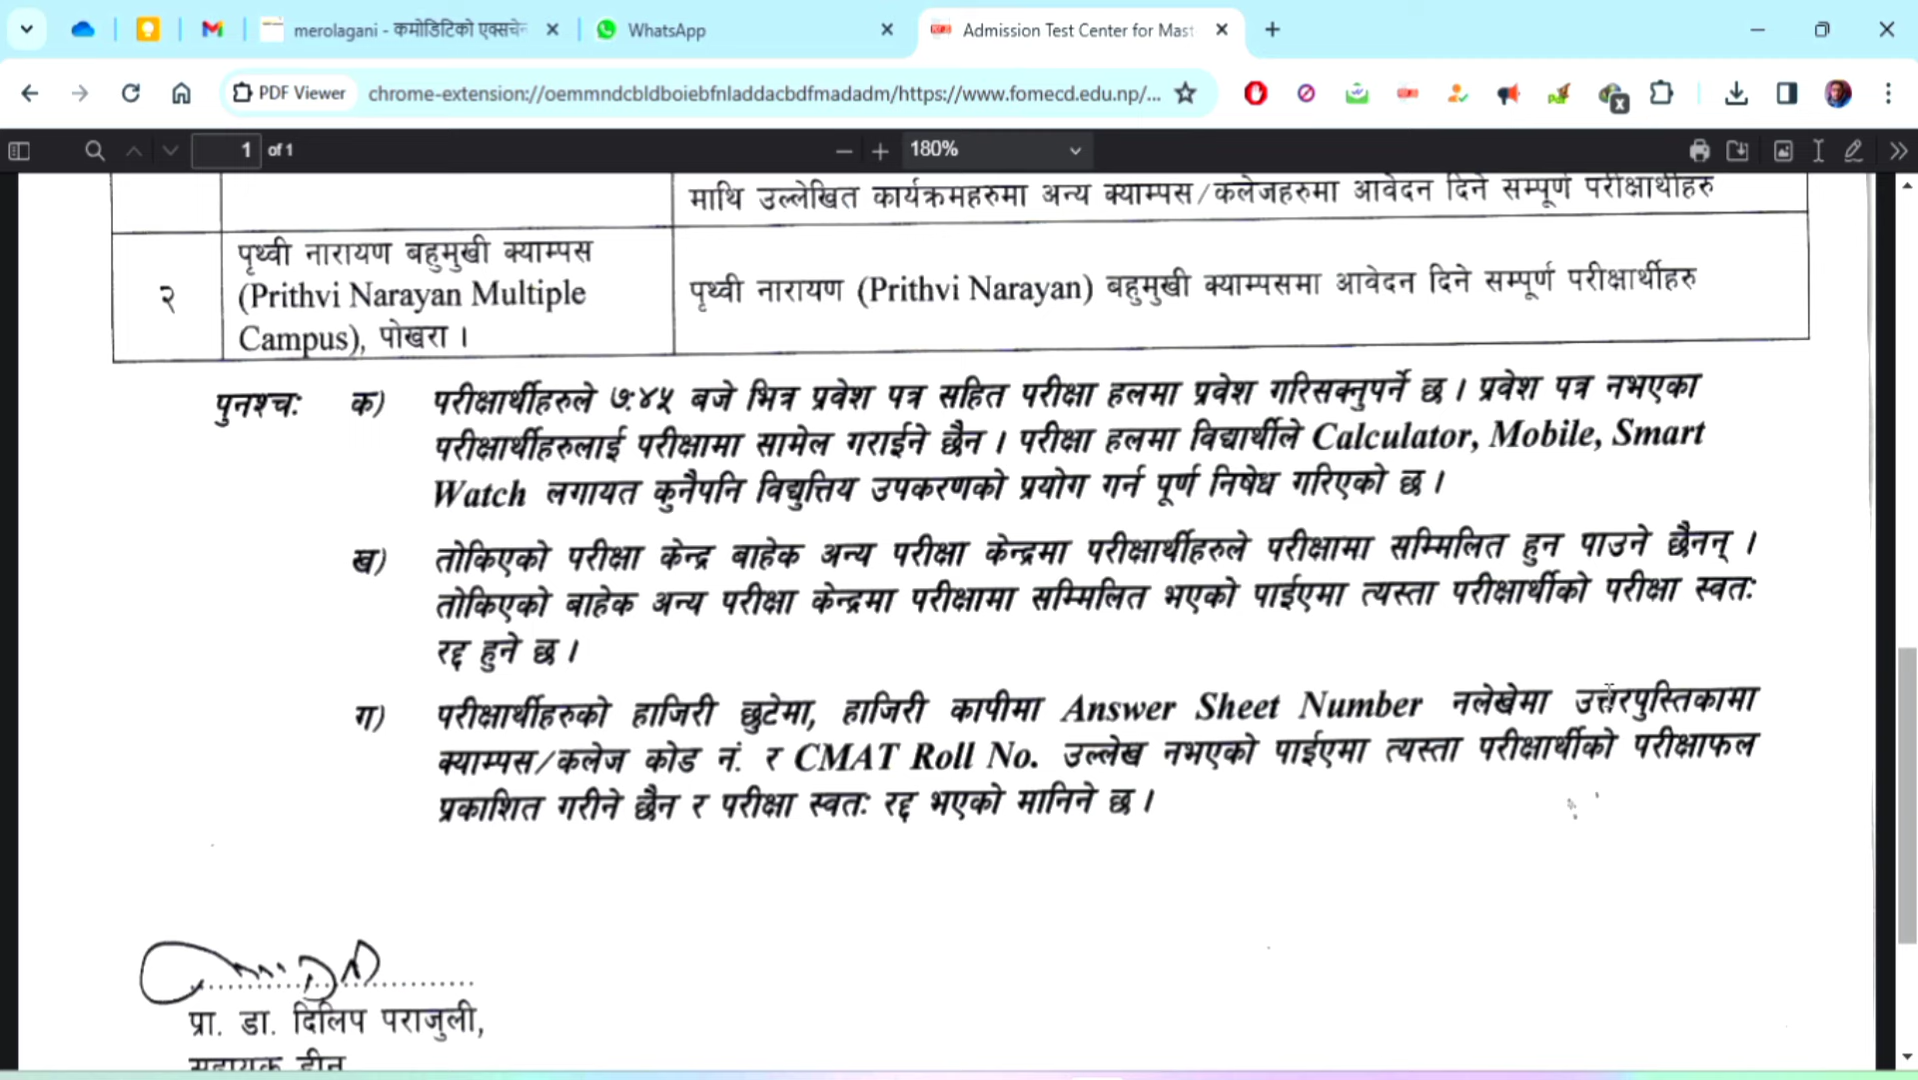 merolagani - कमोडिटिको एक्सचेन
WhatsApp
Admission Test Center for Mast
PDF Viewer
chrome-extension://oemmndcbldboiebfnladdacbdfmadadm/https://www.fomecd.edu.np/...
1 of 1
180%
माथि उल्लेखित कार्यक्रमहरुमा अन्य क्याम्पस/कलेजहरुमा आवेदन दिने सम्पूर्ण परीक्षार्थीहरु
२
पृथ्वी नारायण बहुमुखी क्याम्पस
(Prithvi Narayan Multiple
Campus), पोखरा ।
पृथ्वी नारायण (Prithvi Narayan) बहुमुखी क्याम्पसमा आवेदन दिने सम्पूर्ण परीक्षार्थीहरु
पुनश्चः क) परीक्षार्थीहरुले ७:४५ बजे भित्र प्रवेश पत्र सहित परीक्षा हलमा प्रवेश गरिसक्नुपर्ने छ । प्रवेश पत्र नभएका
परीक्षार्थीहरुलाई परीक्षामा सामेल गराईने छैन । परीक्षा हलमा विद्यार्थीले Calculator, Mobile, Smart
Watch लगायत कुनैपनि विद्युत्तिय उपकरणको प्रयोग गर्न पूर्ण निषेध गरिएको छ ।
ख) तोकिएको परीक्षा केन्द्र बाहेक अन्य परीक्षा केन्द्रमा परीक्षार्थीहरुले परीक्षामा सम्मिलित हुन पाउने छैनन् ।
तोकिएको बाहेक अन्य परीक्षा केन्द्रमा परीक्षामा सम्मिलित भएको पाईएमा त्यस्ता परीक्षार्थीको परीक्षा स्वतः
रद्द हुने छ ।
ग) परीक्षार्थीहरुको हाजिरी छुटेमा, हाजिरी कापीमा Answer Sheet Number नलेखेमा उत्तरपुस्तिकामा
क्याम्पस/कलेज कोड नं. र CMAT Roll No. उल्लेख नभएको पाईएमा त्यस्ता परीक्षार्थीको परीक्षाफल
प्रकाशित गरीने छैन र परीक्षा स्वतः रद्द भएको मानिने छ ।
प्रा. डा. दिलिप पराजुली,
सहायक डीन